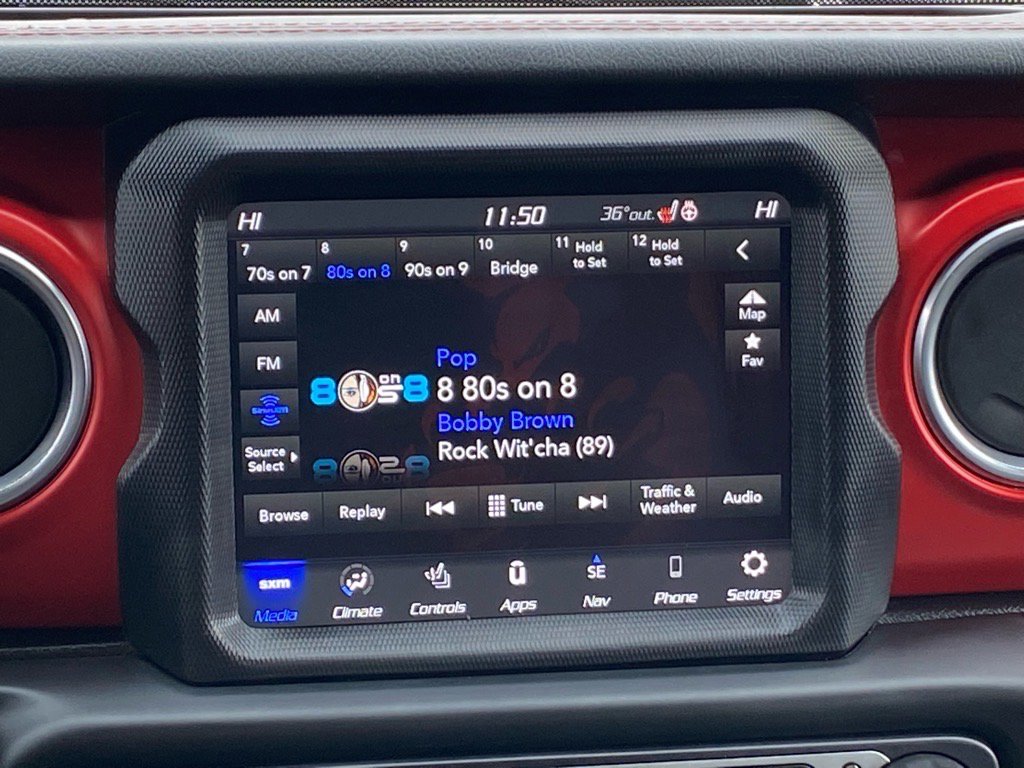 HI 11:50 36° out. HI
7 8 9 10 11 Hold 12 Hold
70s on 7 80s on 8 90s on 9 Bridge to Set to Set
AM
Map
FM
Fav
Pop
8 ON 8 80s on 8
siriusxm
Bobby Brown
Source
Select
Rock Wit'cha (89)
Browse Replay Tune Traffic & Audio
Weather
sxm SE
Media Climate Controls Apps Nav Phone Settings